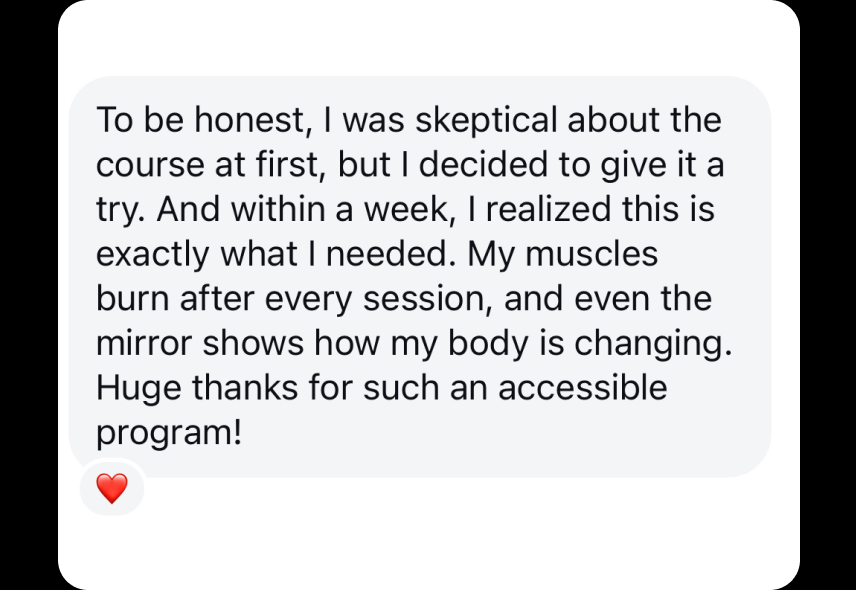 To be honest, I was skeptical about the
course at first, but I decided to give it a
try. And within a week, I realized this is
exactly what I needed. My muscles
burn after every session, and even the
mirror shows how my body is changing.
Huge thanks for such an accessible
program!